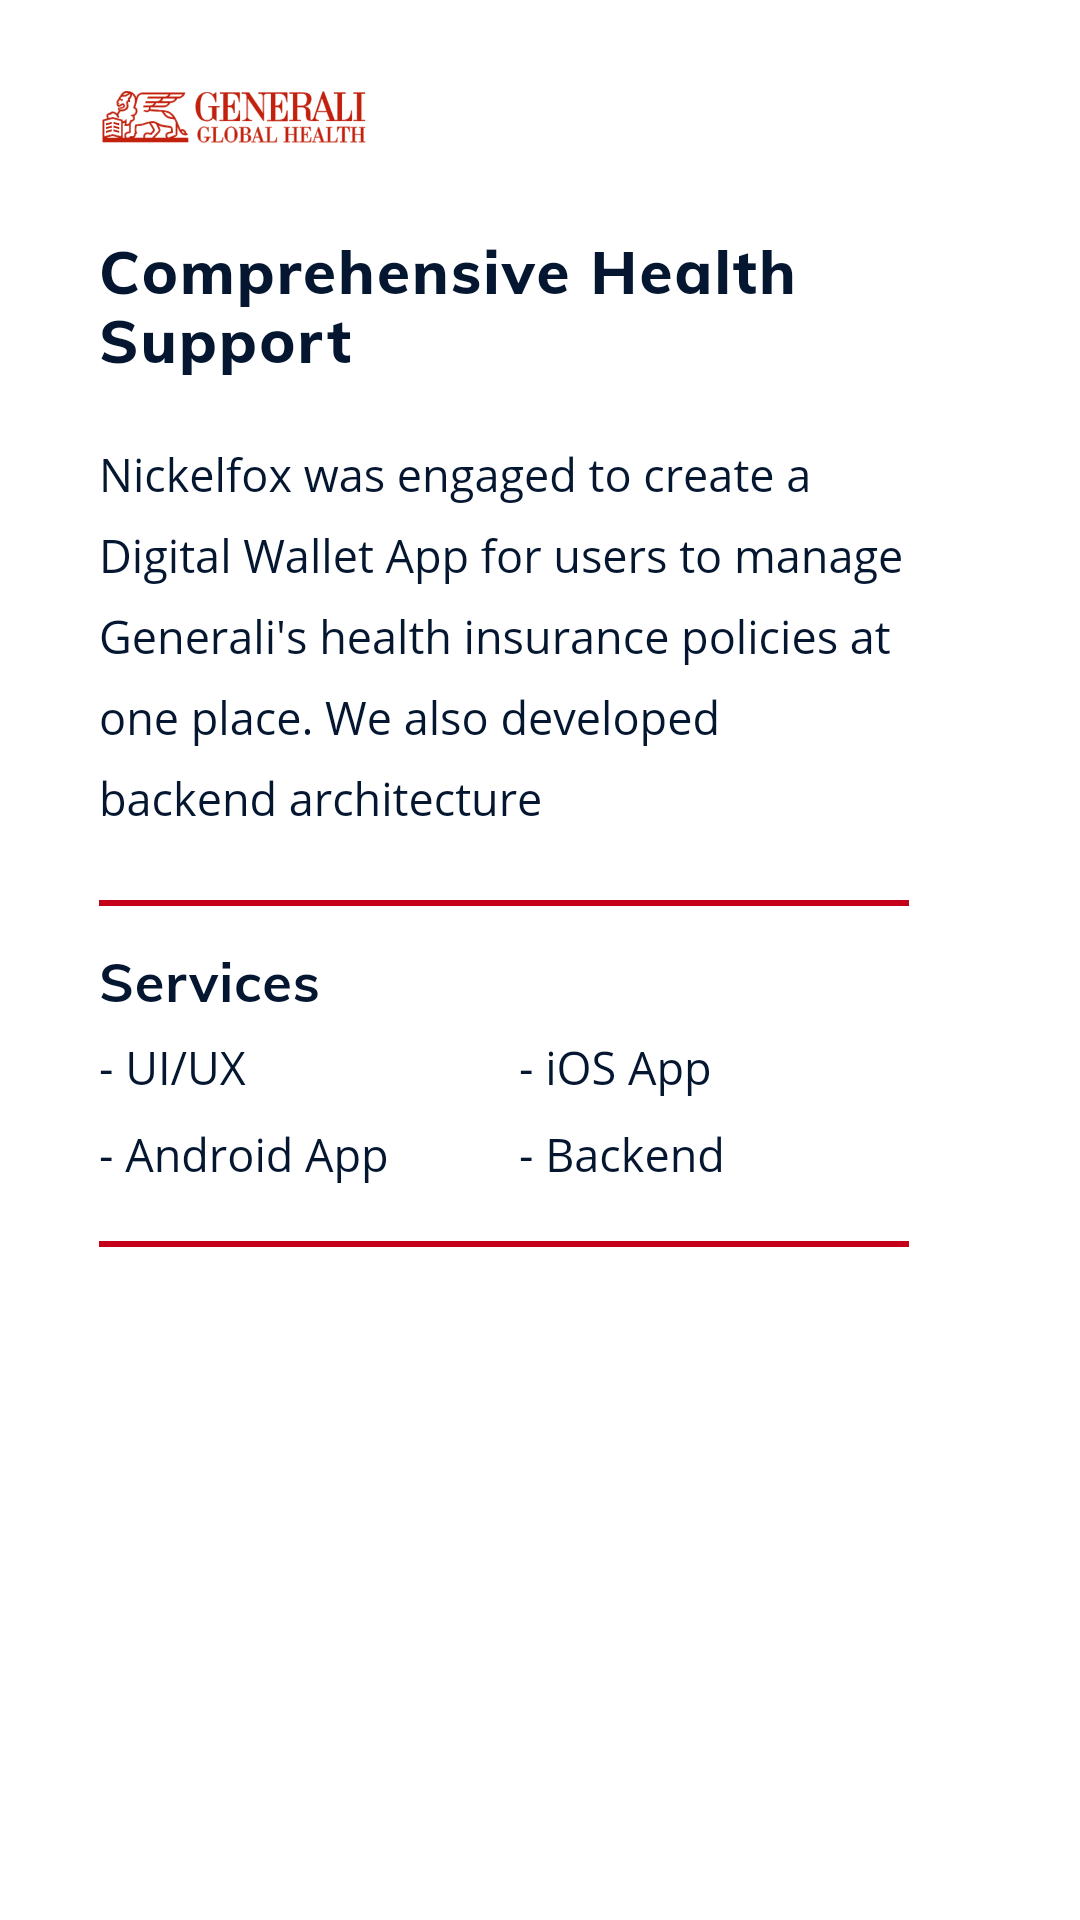 GENERALI
GLOBAL HEALTH
Comprehensive Health
Support
Nickelfox was engaged to create a
Digital Wallet App for users to manage
Generali's health insurance policies at
one place. We also developed
backend architecture
Services
- UI/UX
- iOS App
- Android App
- Backend